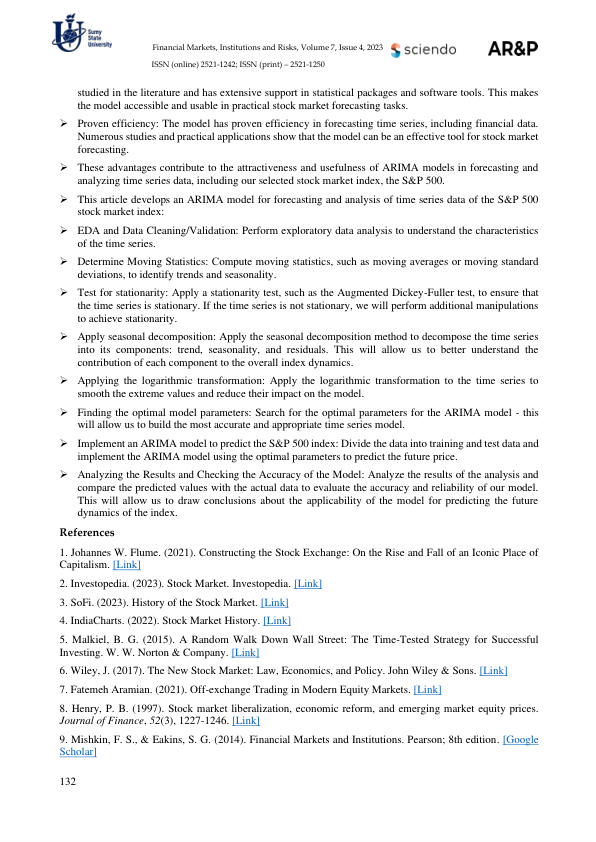 Sumy
State
University
Financial Markets, Institutions and Risks, Volume 7, Issue 4, 2023
sciendo
AR&P
ISSN (online) 2521-1242; ISSN (print) – 2521-1250
studied in the literature and has extensive support in statistical packages and software tools. This makes
the model accessible and usable in practical stock market forecasting tasks.
➢ Proven efficiency: The model has proven efficiency in forecasting time series, including financial data.
Numerous studies and practical applications show that the model can be an effective tool for stock market
forecasting.
➢ These advantages contribute to the attractiveness and usefulness of ARIMA models in forecasting and
analyzing time series data, including our selected stock market index, the S&P 500.
➢ This article develops an ARIMA model for forecasting and analysis of time series data of the S&P 500
stock market index:
➢ EDA and Data Cleaning/Validation: Perform exploratory data analysis to understand the characteristics
of the time series.
➢ Determine Moving Statistics: Compute moving statistics, such as moving averages or moving standard
deviations, to identify trends and seasonality.
➢ Test for stationarity: Apply a stationarity test, such as the Augmented Dickey-Fuller test, to ensure that
the time series is stationary. If the time series is not stationary, we will perform additional manipulations
to achieve stationarity.
➢ Apply seasonal decomposition: Apply the seasonal decomposition method to decompose the time series
into its components: trend, seasonality, and residuals. This will allow us to better understand the
contribution of each component to the overall index dynamics.
➢ Applying the logarithmic transformation: Apply the logarithmic transformation to the time series to
smooth the extreme values and reduce their impact on the model.
➢ Finding the optimal model parameters: Search for the optimal parameters for the ARIMA model - this
will allow us to build the most accurate and appropriate time series model.
➢ Implement an ARIMA model to predict the S&P 500 index: Divide the data into training and test data and
implement the ARIMA model using the optimal parameters to predict the future price.
➢ Analyzing the Results and Checking the Accuracy of the Model: Analyze the results of the analysis and
compare the predicted values with the actual data to evaluate the accuracy and reliability of our model.
This will allow us to draw conclusions about the applicability of the model for predicting the future
dynamics of the index.
References
1. Johannes W. Flume. (2021). Constructing the Stock Exchange: On the Rise and Fall of an Iconic Place of
Capitalism. [Link]
2. Investopedia. (2023). Stock Market. Investopedia. [Link]
3. SoFi. (2023). History of the Stock Market. [Link]
4. IndiaCharts. (2022). Stock Market History. [Link]
5. Malkiel, B. G. (2015). A Random Walk Down Wall Street: The Time-Tested Strategy for Successful
Investing. W. W. Norton & Company. [Link]
6. Wiley, J. (2017). The New Stock Market: Law, Economics, and Policy. John Wiley & Sons. [Link]
7. Fatemeh Aramian. (2021). Off-exchange Trading in Modern Equity Markets. [Link]
8. Henry, P. B. (1997). Stock market liberalization, economic reform, and emerging market equity prices.
Journal of Finance, 52(3), 1227-1246. [Link]
9. Mishkin, F. S., & Eakins, S. G. (2014). Financial Markets and Institutions. Pearson; 8th edition. [Google
Scholar]
132